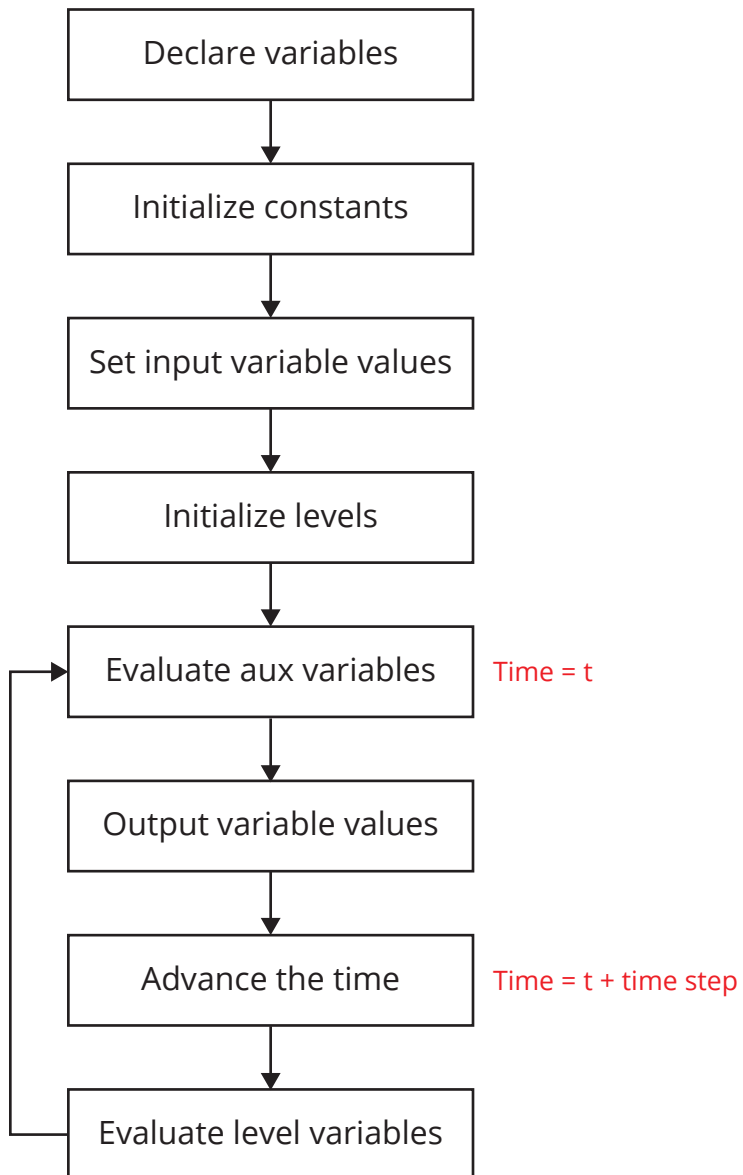 Declare variables
Initialize constants
Set input variable values
Initialize levels
Evaluate aux variables
Time = t
Output variable values
Advance the time
Time = t + time step
Evaluate level variables